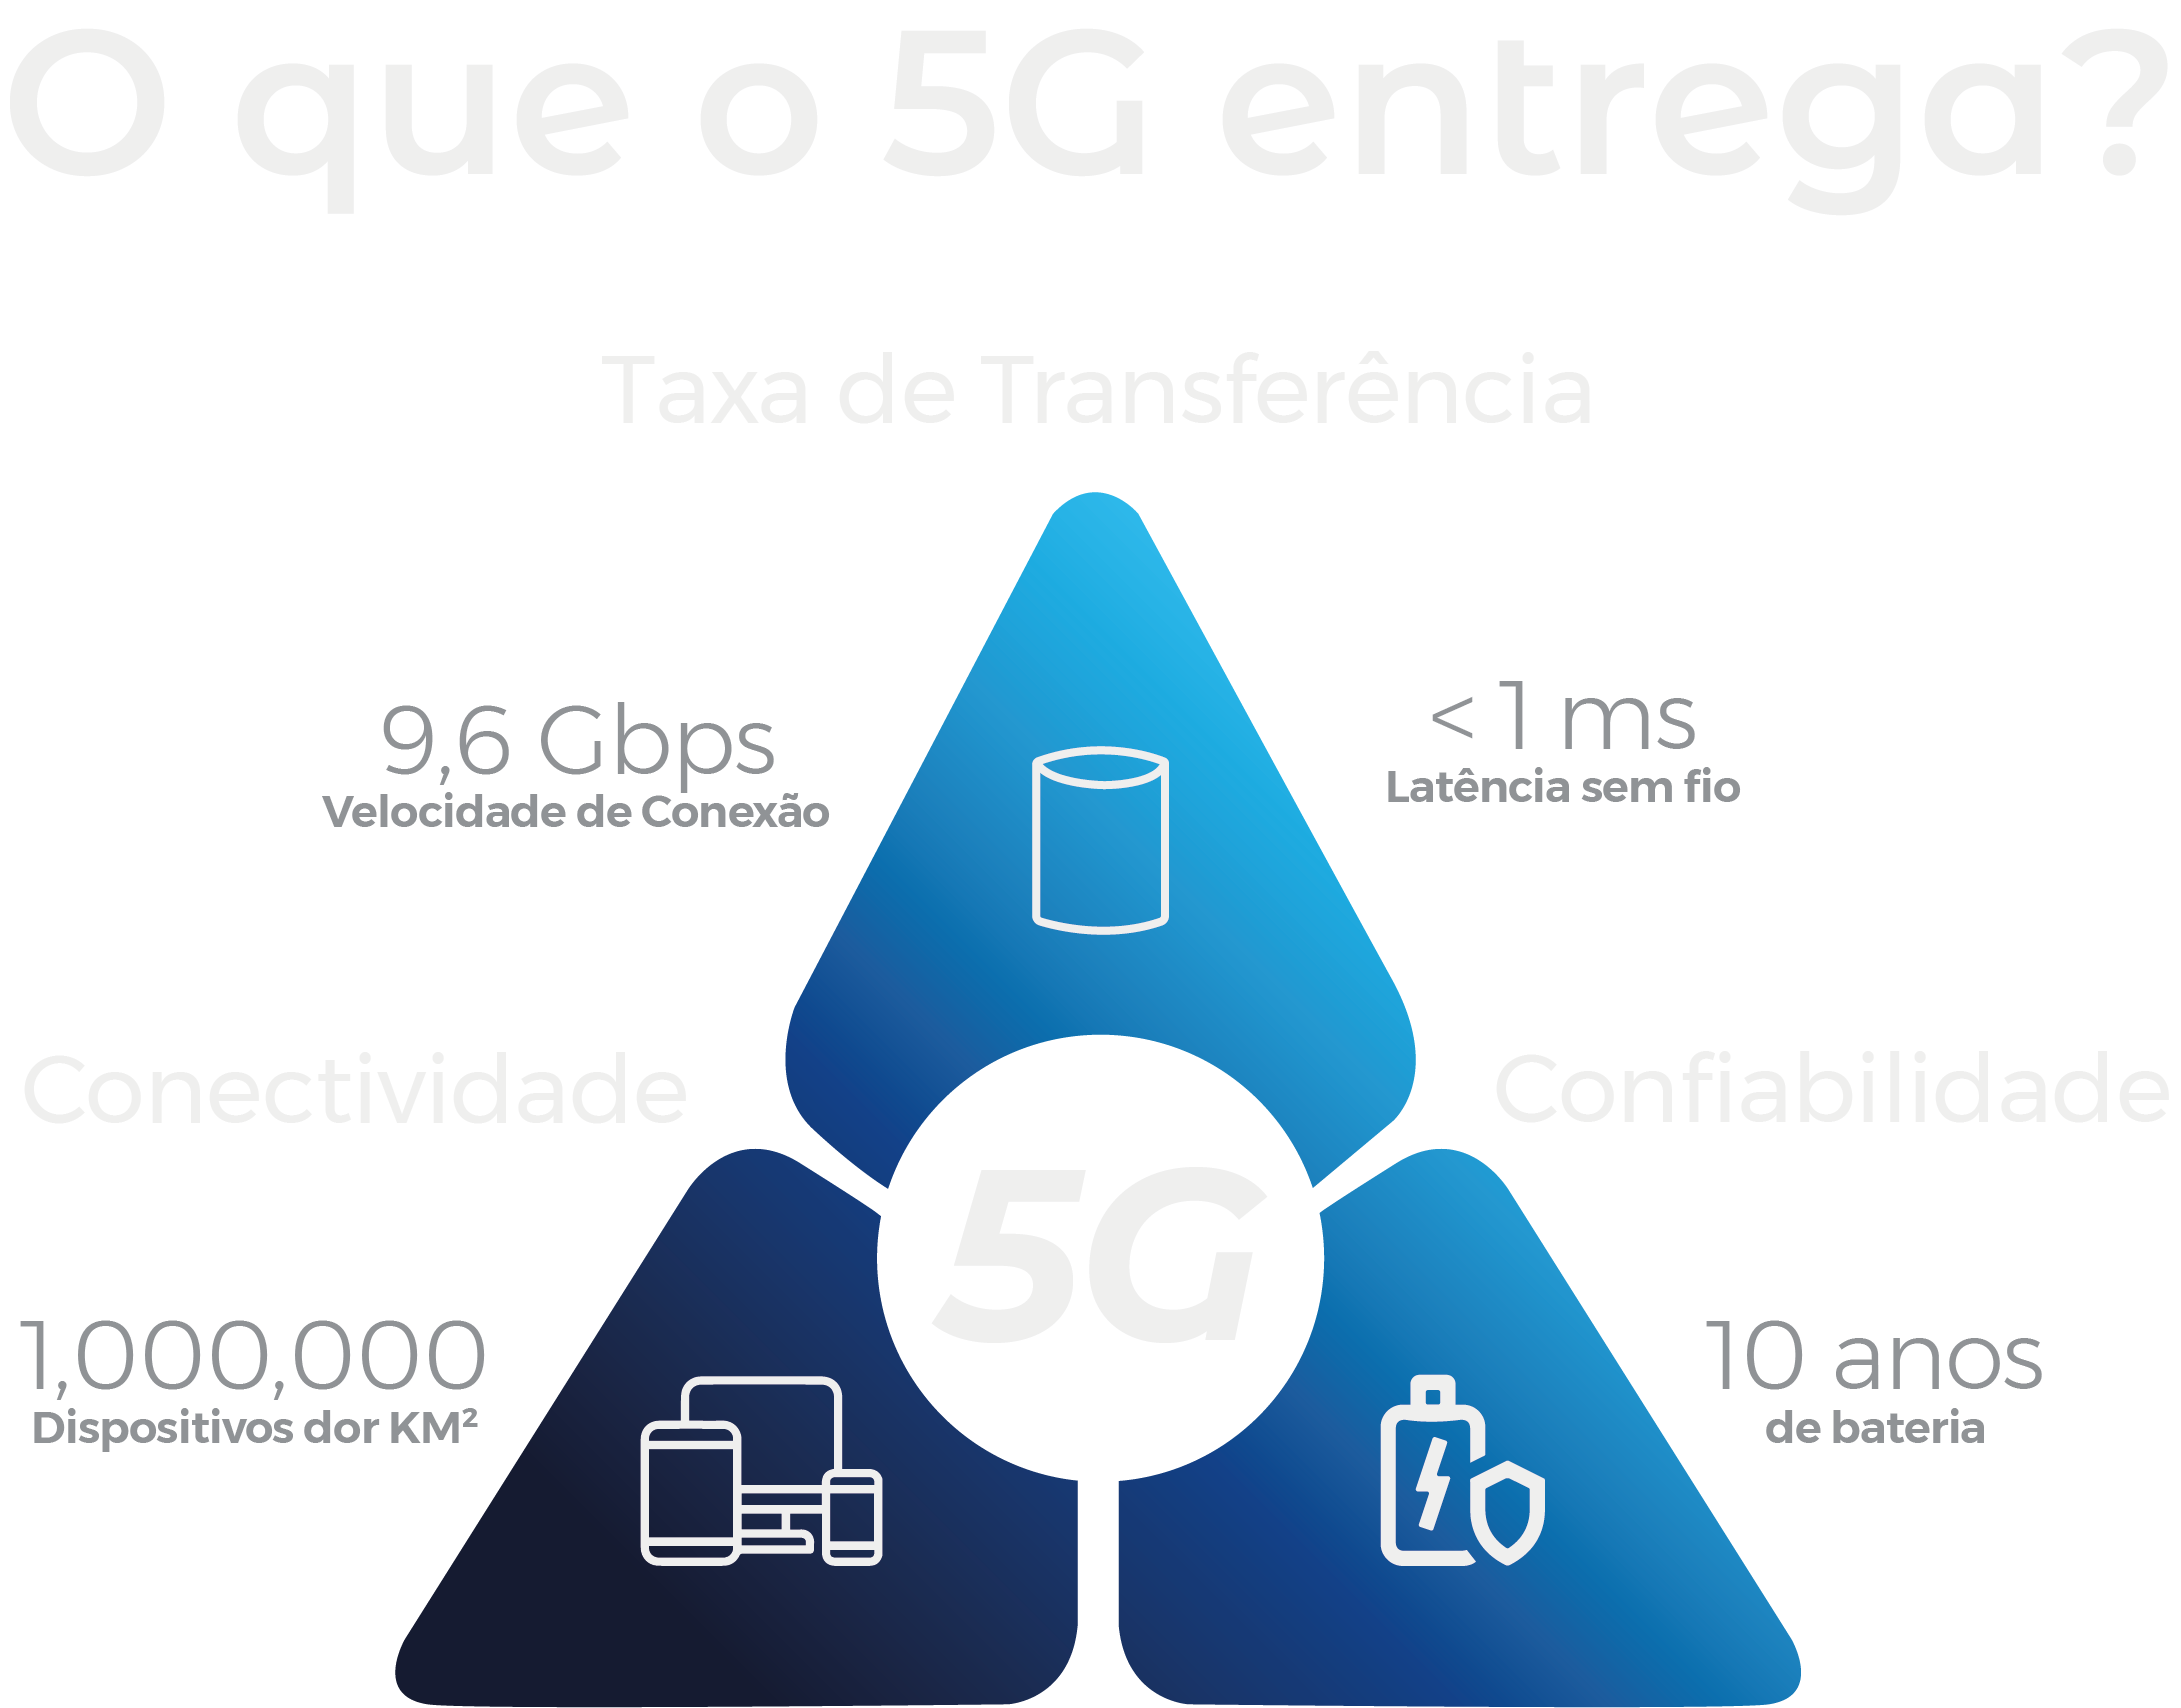 O que o 5G entrega?
Taxa de Transferência
9,6 Gbps
Velocidade de Conexão
< 1 ms
Latência sem fio
Conectividade
Confiabilidade
5G
1,000,000
Dispositivos dor KM²
10 anos
de bateria